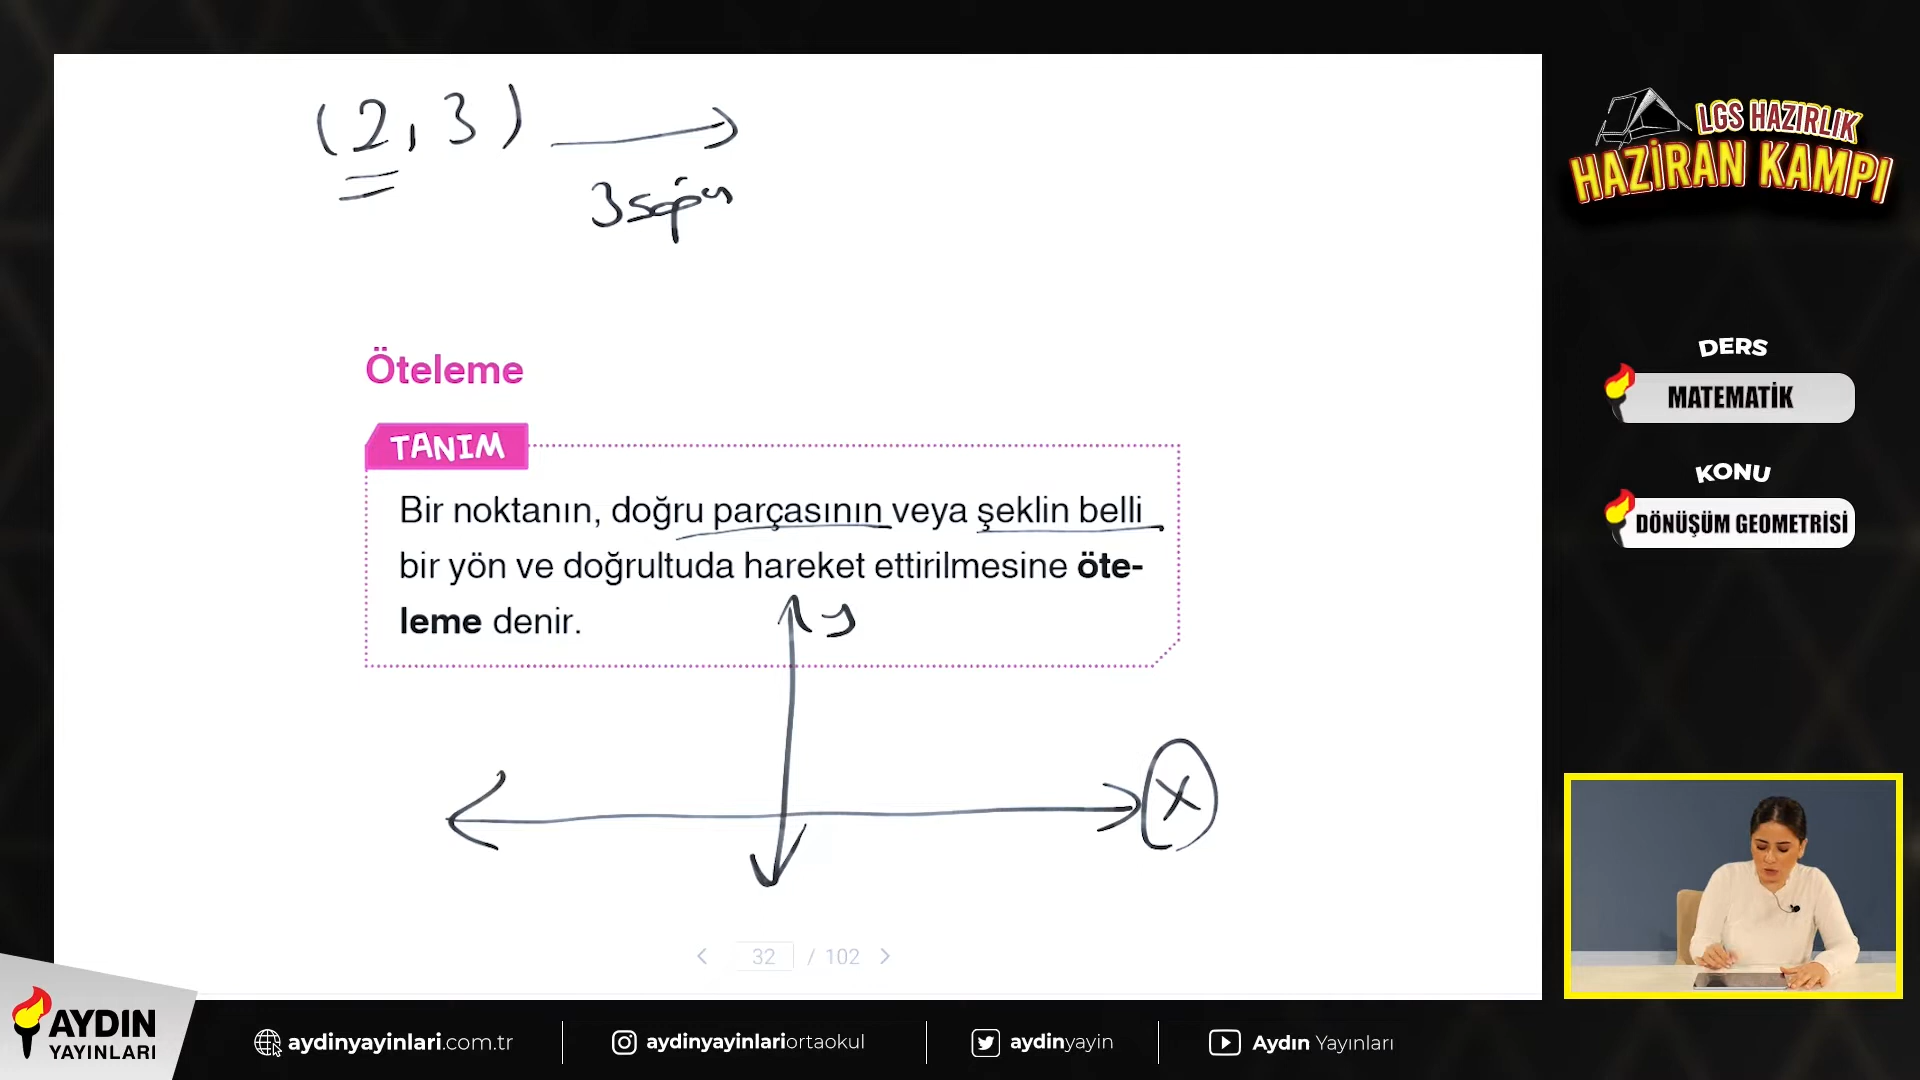 (2, 3)
LGS HAZIRLIK
HAZİRAN KAMPI
Öteleme
TANIM
Bir noktanın, doğru parçasının veya şeklin belli
bir yön ve doğrultuda hareket ettirilmesine öte-
leme denir.
y
x
32 / 102
DERS
MATEMATİK
KONU
DÖNÜŞÜM GEOMETRİSİ
AYDIN
YAYINLARI
aydinyayinlari.com.tr
aydinyayinlariortaokul
aydinyayin
Aydın Yayınları